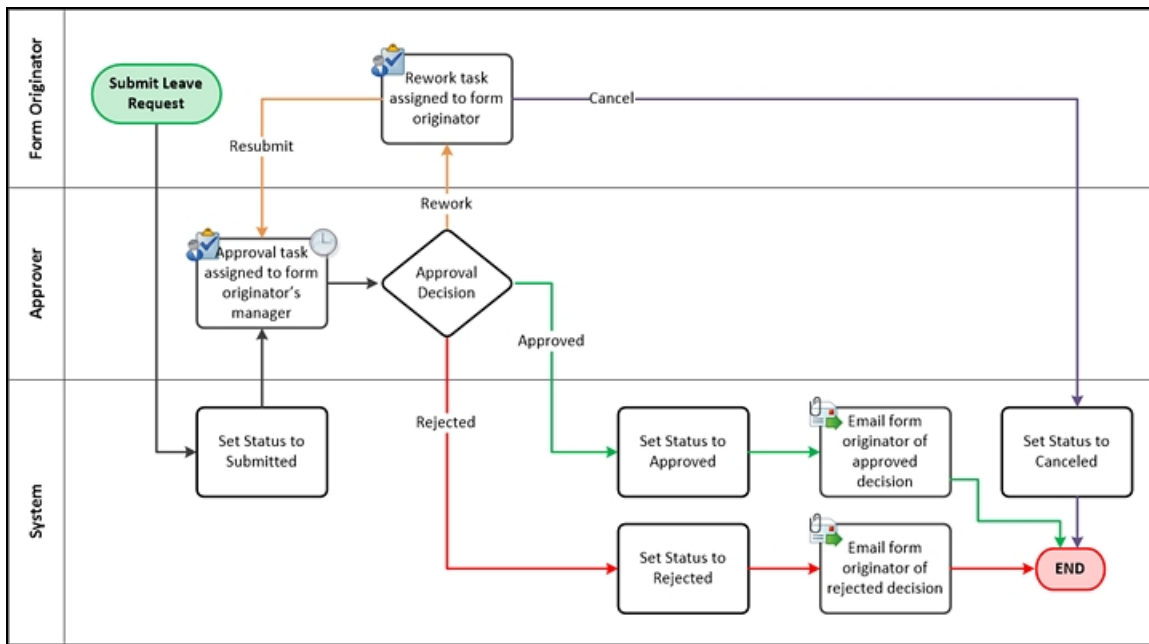 Form Originator
Submit Leave
Request
Rework task
assigned to form
originator
Cancel
Resubmit
Rework
Approver
Approval task
assigned to form
originator's
manager
Approval
Decision
Approved
Rejected
System
Set Status to
Submitted
Set Status to
Approved
Email form
originator of
approved
decision
Set Status to
Canceled
Set Status to
Rejected
Email form
originator of
rejected decision
END